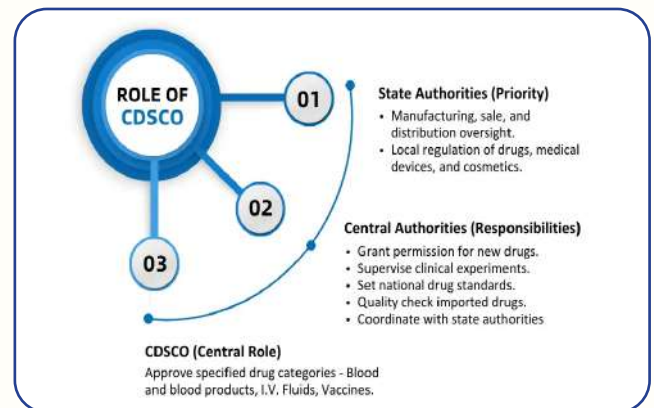 ROLE OF
CDSCO
01
State Authorities (Priority)
• Manufacturing, sale, and
distribution oversight.
• Local regulation of drugs, medical
devices, and cosmetics.
02
Central Authorities (Responsibilities)
• Grant permission for new drugs.
• Supervise clinical experiments.
• Set national drug standards.
• Quality check imported drugs.
• Coordinate with state authorities
03
CDSCO (Central Role)
Approve specified drug categories - Blood
and blood products, I.V. Fluids, Vaccines.